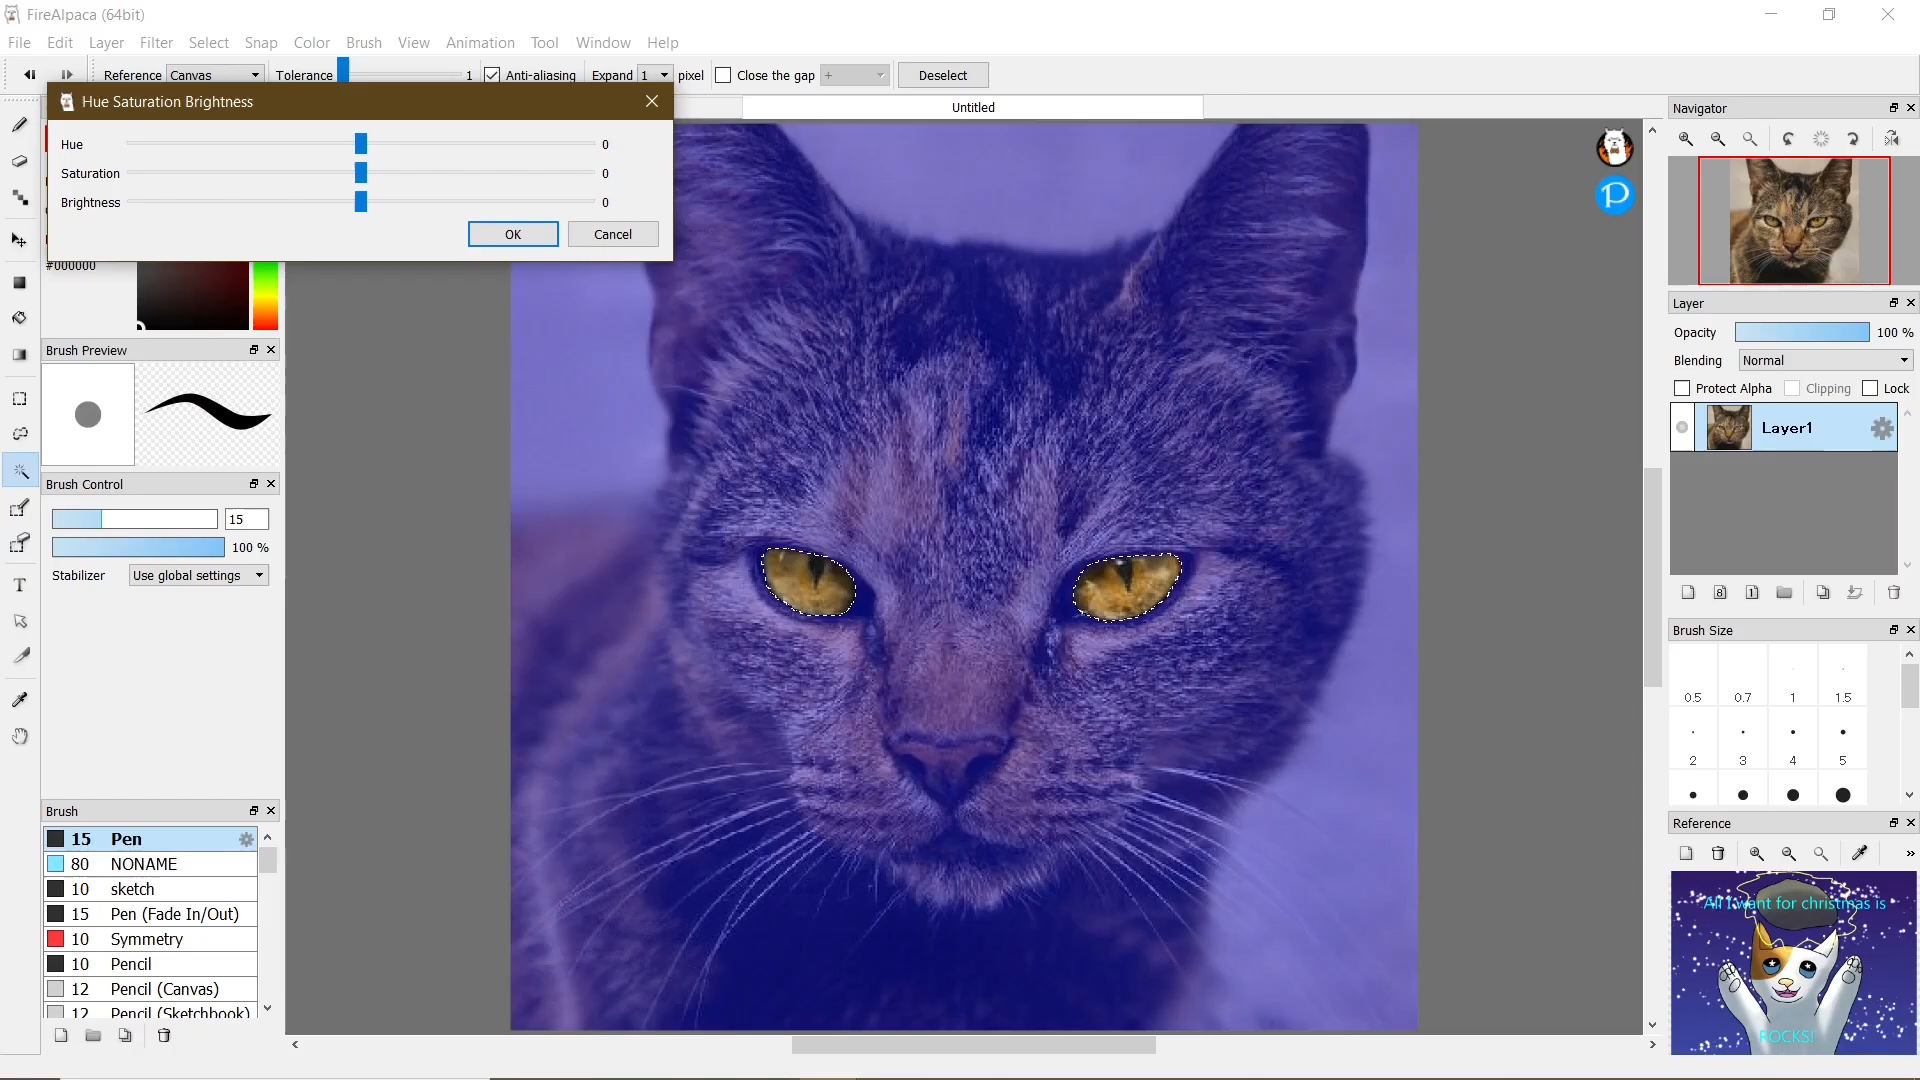 FireAlpaca (64bit)
File Edit Layer Filter Select Snap Color Brush View Animation Tool Window Help
Reference Canvas Tolerance 1 Anti-aliasing Expand 1 pixel Close the gap + Deselect
Hue Saturation Brightness
Hue 0
Saturation 0
Brightness 0
OK Cancel
#000000
Untitled
Brush Preview
Brush Control
15
100 %
Stabilizer Use global settings
Brush
15 Pen
80 NONAME
10 sketch
15 Pen (Fade In/Out)
10 Symmetry
10 Pencil
12 Pencil (Canvas)
12 Pencil (Sketchbook)
P
Navigator
Layer
Opacity 100 %
Blending Normal
Protect Alpha Clipping Lock
Layer1
8 1
Brush Size
0.5 0.7 1 1.5
2 3 4 5
Reference
»
All I want for christmas is
ROCKS!